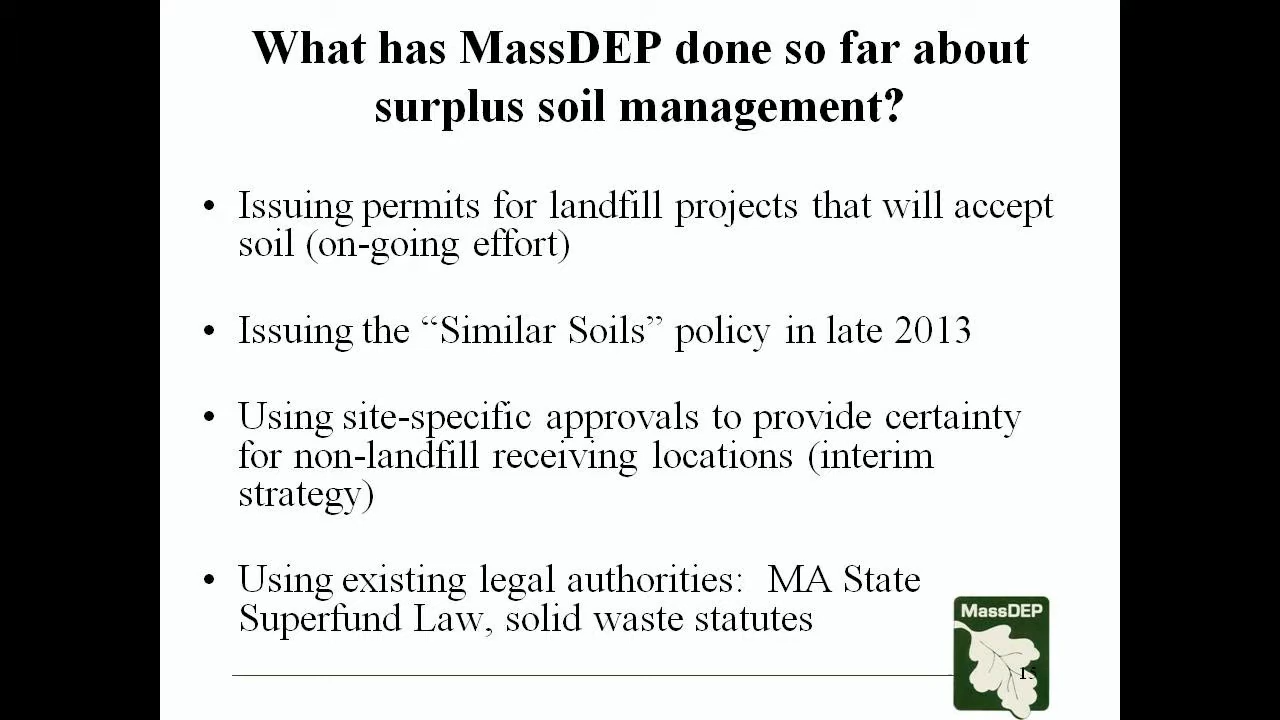 What has MassDEP done so far about
surplus soil management?
• Issuing permits for landfill projects that will accept
soil (on-going effort)
• Issuing the “Similar Soils” policy in late 2013
• Using site-specific approvals to provide certainty
for non-landfill receiving locations (interim
strategy)
• Using existing legal authorities:  MA State
Superfund Law, solid waste statutes
MassDEP